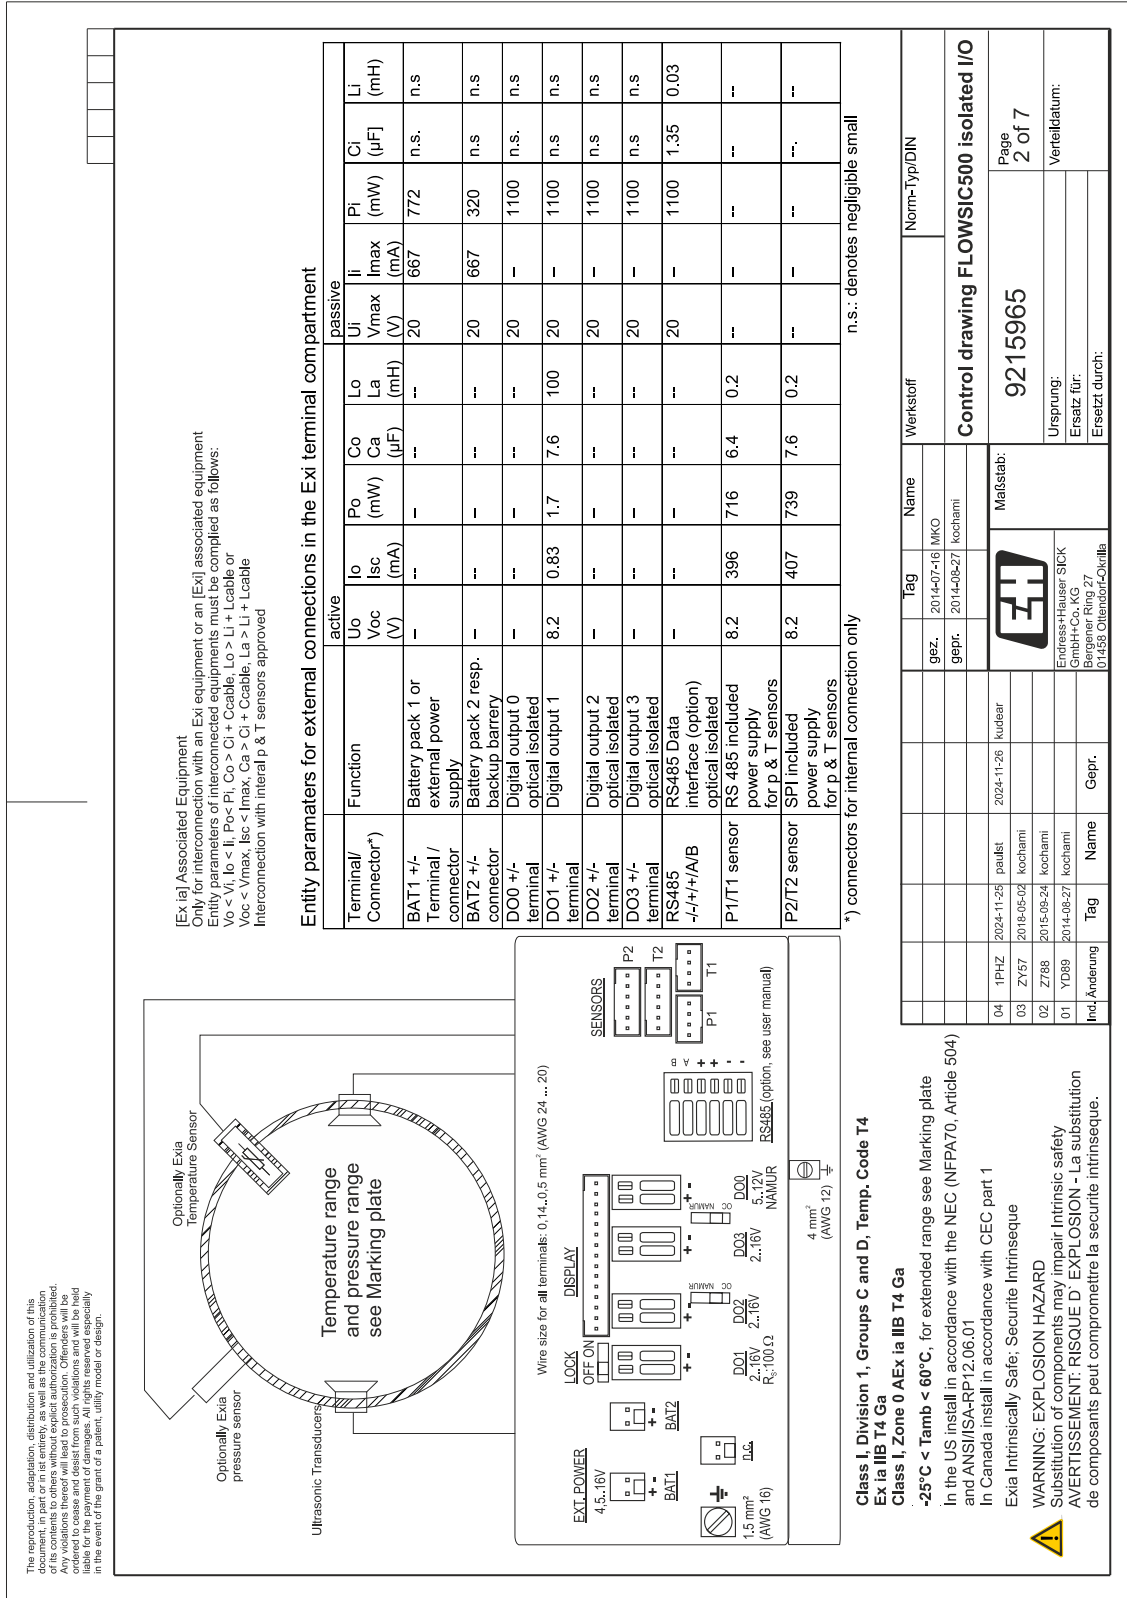 The reproduction, adaptation, distribution and utilization of this
document, in part or in ist entirety, as well as the communication
of its contents to others without explicit authorization is prohibited.
Any violations thereof will lead to prosecution. Offenders will be
ordered to cease and desist from such violations and will be held
liable for the payment of damages. All rights reserved especially
in the event of the grant of a patent, utility model or design.
Optionally Exia
pressure sensor
Optionally Exia
Temperature Sensor
Ultrasonic Transducers
Temperature range
and pressure range
see Marking plate
Wire size for all terminals: 0,14..0,5 mm² (AWG 24 ... 20)
EXT. POWER
4,5..16V
LOCK
OFF ON
DISPLAY
SENSORS
P2
T2
P1
T1
+ -
BAT1
+ -
BAT2
n.c.
1.5 mm²
(AWG 16)
+ -
DO1
2..16V
Rs:100 Ω
+ -
DO2
2..16V
OC NAMUR
+ -
DO3
2..16V
OC NAMUR
+ -
DO0
5..12V
NAMUR
B
A
+
+
-
-
RS485 (option, see user manual)
4 mm²
(AWG 12)
[Ex ia] Associated Equipment
Only for interconnection with an Exi equipment or an [Exi] associated equipment
Entity parameters of interconnected equipments must be complied as follows:
Vo < Vi, Io < Ii, Po< Pi, Co > Ci + Ccable, Lo > Li + Lcable or
Voc < Vmax, Isc < Imax, Ca > Ci + Ccable, La > Li + Lcable
Interconnection with interal p & T sensors approved
Entity paramaters for external connections in the Exi terminal compartment
active passive
Terminal/ Function Uo Io Po Co Lo Ui Ii Pi Ci Li
Connector*) Voc Isc (mW) Ca La Vmax Imax (mW) (µF] (mH)
(V) (mA) (µF) (mH) (V) (mA)
BAT1 +/- Battery pack 1 or – -- -- -- -- 20 667 772 n.s. n.s
Terminal / external power
connector supply
BAT2 +/- Battery pack 2 resp. – -- -- -- -- 20 667 320 n.s n.s
connector backup barrery
DO0 +/- Digital output 0 – -- -- -- -- 20 – 1100 n.s. n.s
terminal optical isolated
DO1 +/- Digital output 1 8.2 0.83 1.7 7.6 100 20 – 1100 n.s n.s
terminal
DO2 +/- Digital output 2 – -- -- -- -- 20 – 1100 n.s n.s
terminal optical isolated
DO3 +/- Digital output 3 – -- -- -- -- 20 – 1100 n.s n.s
terminal optical isolated
RS485 RS485 Data – -- -- -- -- 20 – 1100 1.35 0.03
-/-/+/+/A/B interface (option)
optical isolated
P1/T1 sensor RS 485 included 8.2 396 716 6.4 0.2 -- – -- -- --
power supply
for p & T sensors
P2/T2 sensor SPI included 8.2 407 739 7.6 0.2 -- – -- --. --
power supply
for p & T sensors
*) connectors for internal connection only
n.s.: denotes negligible small
Class I, Division 1, Groups C and D, Temp. Code T4
Ex ia IIB T4 Ga
Class I, Zone 0 AEx ia IIB T4 Ga
-25°C < Tamb < 60°C, for extended range see Marking plate
In the US install in accordance with the NEC (NFPA70, Article 504)
and ANSI/ISA-RP12.06.01
In Canada install in accordance with CEC part 1
Exia Intrinsically Safe; Securite Intrinseque
WARNING: EXPLOSION HAZARD
Substitution of components may impair Intrinsic safety
AVERTISSEMENT: RISQUE D` EXPLOSION - La substitution
de composants peut compromettre la securite intrinseque.
04 1PHZ 2024-11-25 paulst 2024-11-26 kudear
03 ZY57 2018-05-02 kochami
02 Z788 2015-09-24 kochami
01 YD89 2014-08-27 kochami
Ind. Änderung Tag Name Gepr.
Tag Name
gez. 2014-07-16 MKO
gepr. 2014-08-27 kochami
Werkstoff
Norm-Typ/DIN
EH
Endress+Hauser SICK
GmbH+Co. KG
Bergener Ring 27
01458 Ottendorf-Okrilla
Maßstab:
Control drawing FLOWSIC500 isolated I/O
9215965
Page
2 of 7
Ursprung:
Ersatz für:
Ersetzt durch:
Verteildatum: